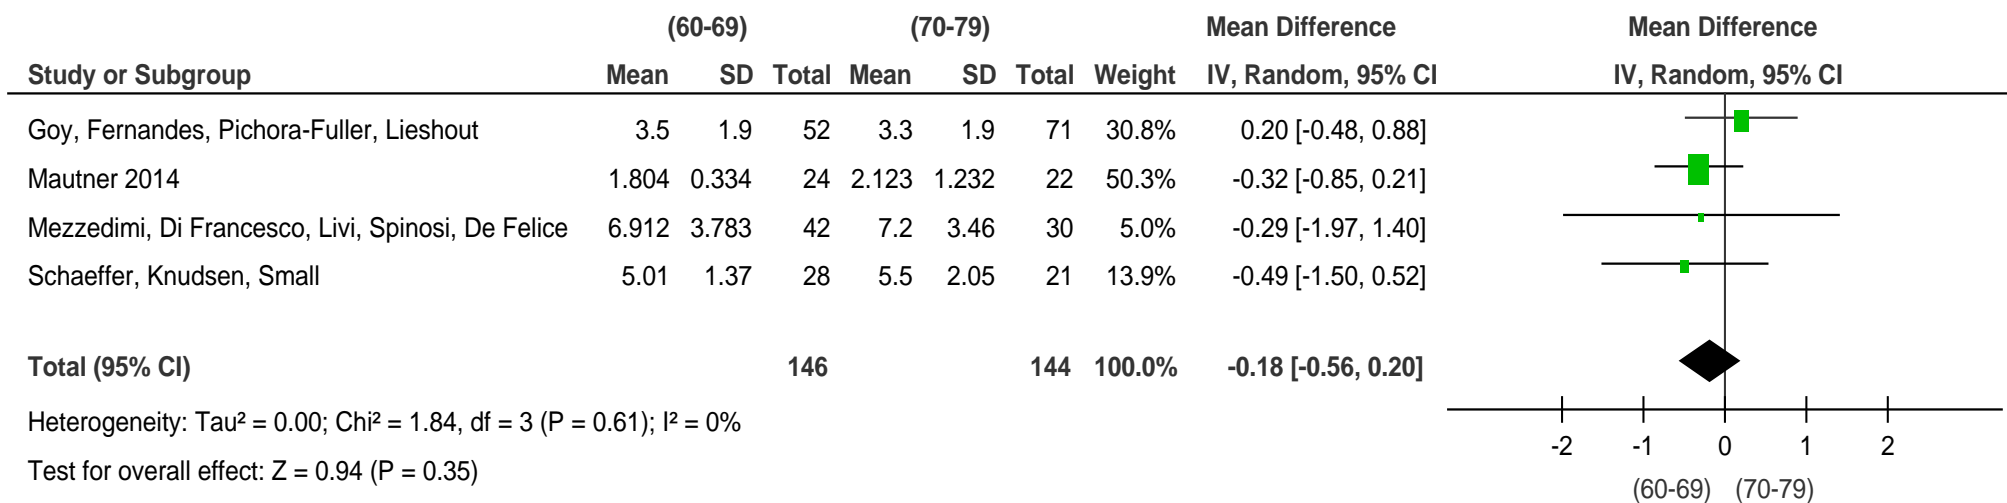 (60-69) (70-79) Mean Difference Mean Difference
Study or Subgroup Mean SD Total Mean SD Total Weight IV, Random, 95% CI IV, Random, 95% CI
Goy, Fernandes, Pichora-Fuller, Lieshout 3.5 1.9 52 3.3 1.9 71 30.8% 0.20 [-0.48, 0.88]
Mautner 2014 1.804 0.334 24 2.123 1.232 22 50.3% -0.32 [-0.85, 0.21]
Mezzedimi, Di Francesco, Livi, Spinosi, De Felice 6.912 3.783 42 7.2 3.46 30 5.0% -0.29 [-1.97, 1.40]
Schaeffer, Knudsen, Small 5.01 1.37 28 5.5 2.05 21 13.9% -0.49 [-1.50, 0.52]
Total (95% CI) 146 144 100.0% -0.18 [-0.56, 0.20]
Heterogeneity: Tau² = 0.00; Chi² = 1.84, df = 3 (P = 0.61); I² = 0%
Test for overall effect: Z = 0.94 (P = 0.35)
-2 -1 0 1 2
(60-69) (70-79)